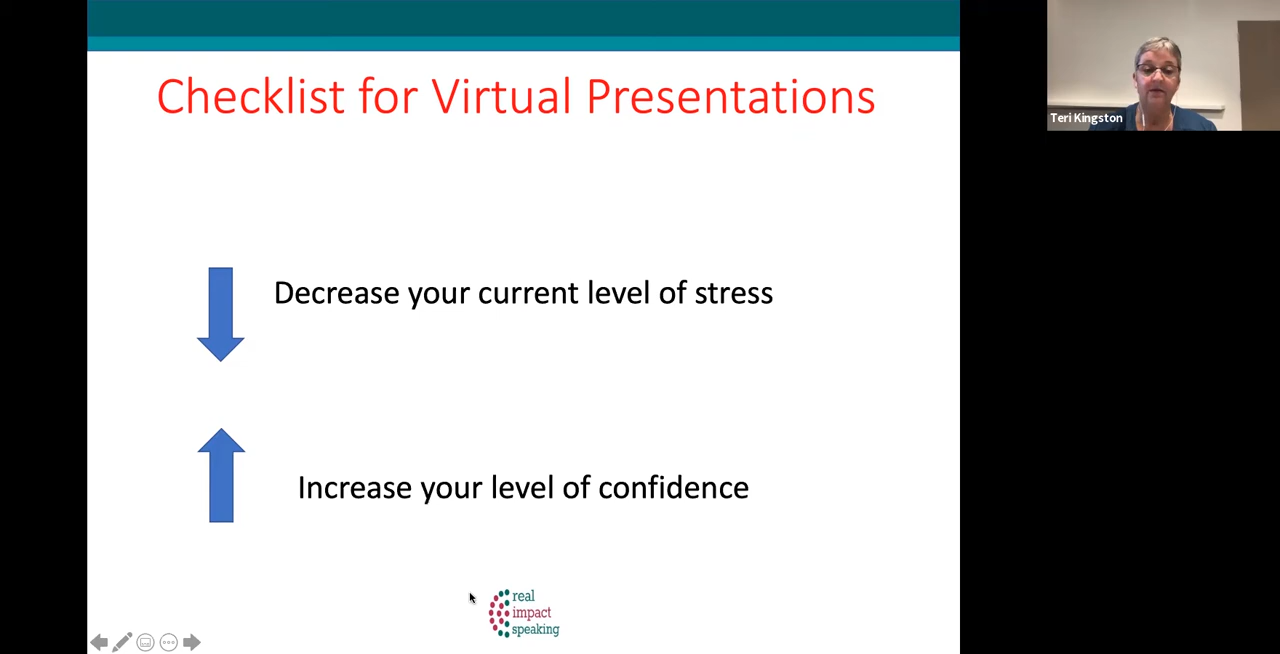 Checklist for Virtual Presentations
Teri Kingston
Decrease your current level of stress
Increase your level of confidence
real
impact
speaking